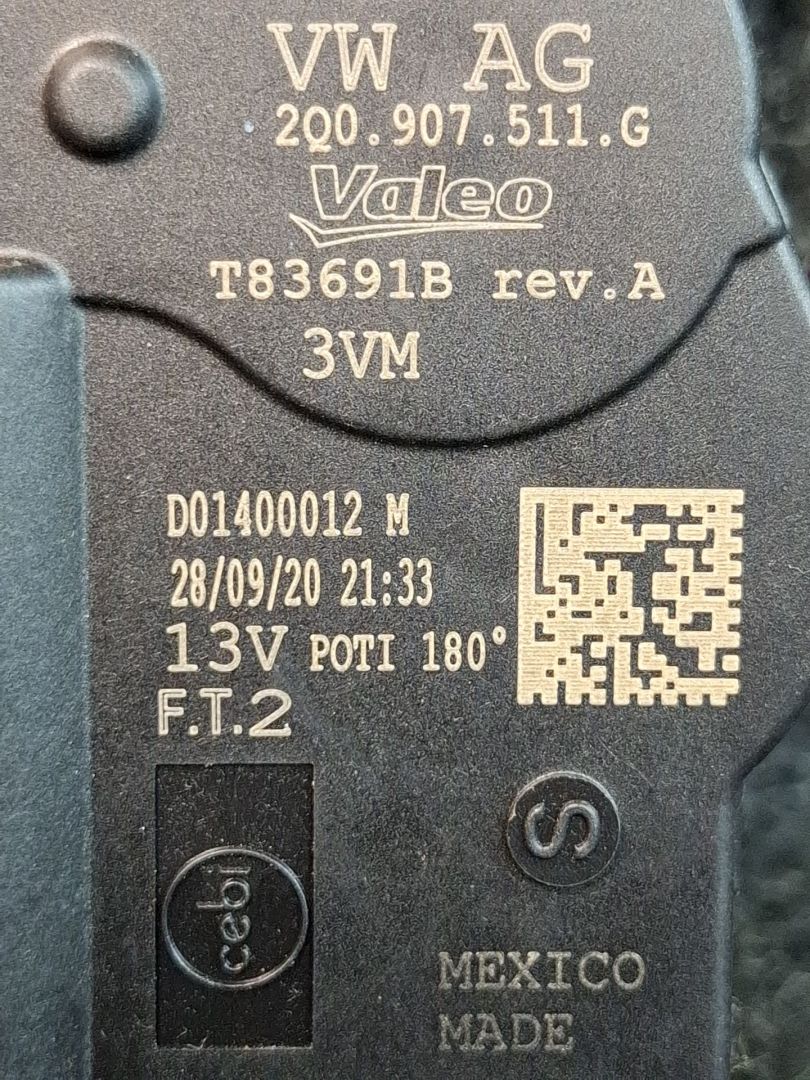 VW AG
2Q0.907.511.G
Valeo
T83691B rev.A
3VM
D01400012 M
28/09/20 21:33
13V POTI 180°
F.T.2
S
cebi
MEXICO
MADE